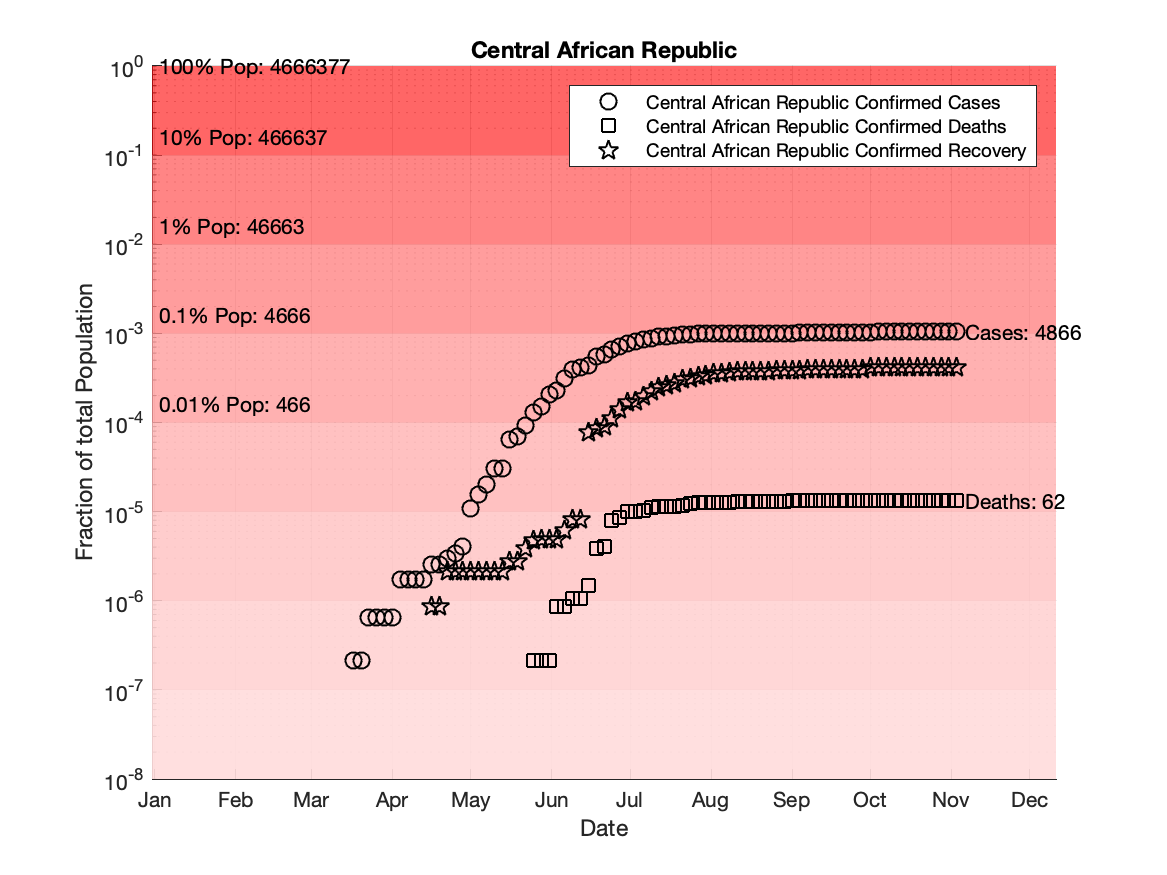 Central African Republic
10^0
100% Pop: 4666377
Central African Republic Confirmed Cases
Central African Republic Confirmed Deaths
Central African Republic Confirmed Recovery
10% Pop: 466637
10^-1
1% Pop: 46663
10^-2
0.1% Pop: 4666
10^-3
Cases: 4866
0.01% Pop: 466
10^-4
10^-5
Deaths: 62
10^-6
10^-7
10^-8
Fraction of total Population
Jan Feb Mar Apr May Jun Jul Aug Sep Oct Nov Dec
Date